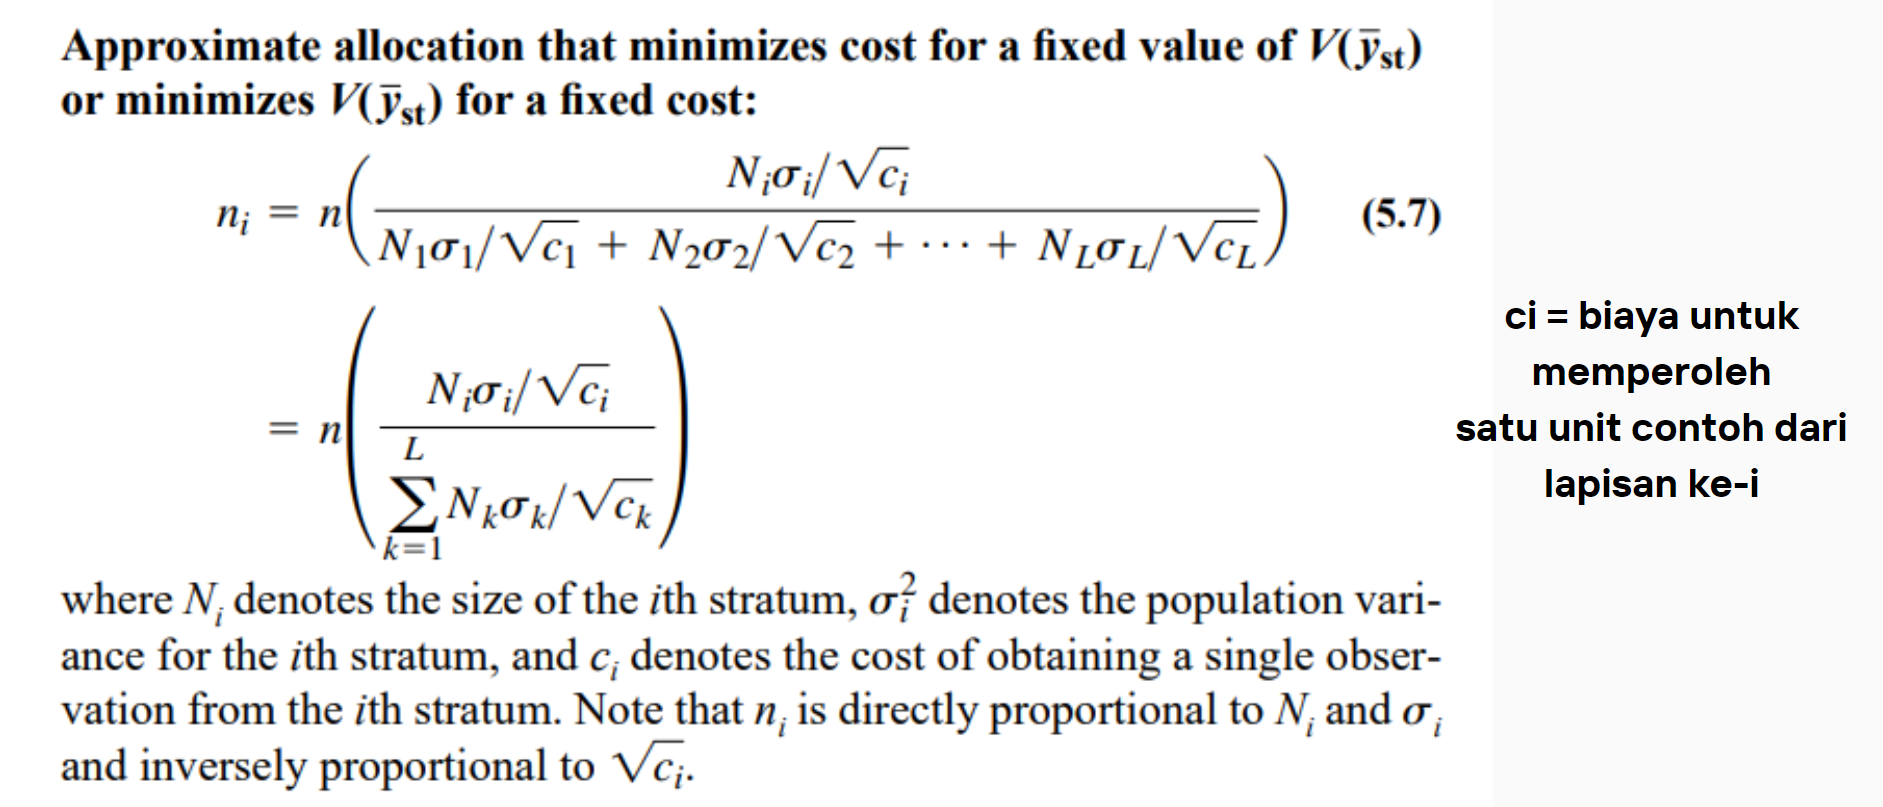 Approximate allocation that minimizes cost for a fixed value of V(ȳst)
or minimizes V(ȳst) for a fixed cost:
nᵢ = n( Nᵢσᵢ/√cᵢ / N₁σ₁/√c₁ + N₂σ₂/√c₂ + ··· + N_Lσ_L/√c_L ) (5.7)
= n( Nᵢσᵢ/√cᵢ / ∑ₖ₌₁ᴸ Nₖσₖ/√cₖ )
where Nᵢ denotes the size of the ith stratum, σᵢ² denotes the population vari-
ance for the ith stratum, and cᵢ denotes the cost of obtaining a single obser-
vation from the ith stratum. Note that nᵢ is directly proportional to Nᵢ and σᵢ
and inversely proportional to √cᵢ.
ci = biaya untuk
memperoleh
satu unit contoh dari
lapisan ke-i